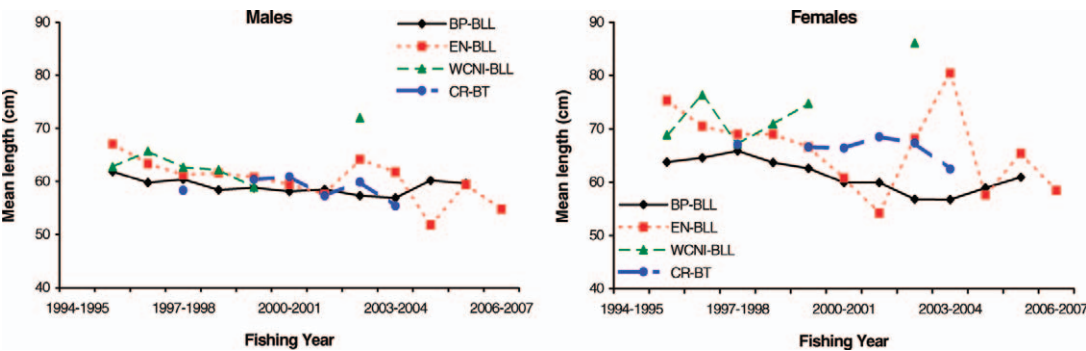 Males
90
80
70
60
50
40
Mean length (cm)
BP-BLL
EN-BLL
WCNI-BLL
CR-BT
1994-1995 1997-1998 2000-2001 2003-2004 2006-2007
Fishing Year
Females
90
80
70
60
50
40
Mean length (cm)
BP-BLL
EN-BLL
WCNI-BLL
CR-BT
1994-1995 1997-1998 2000-2001 2003-2004 2006-2007
Fishing Year